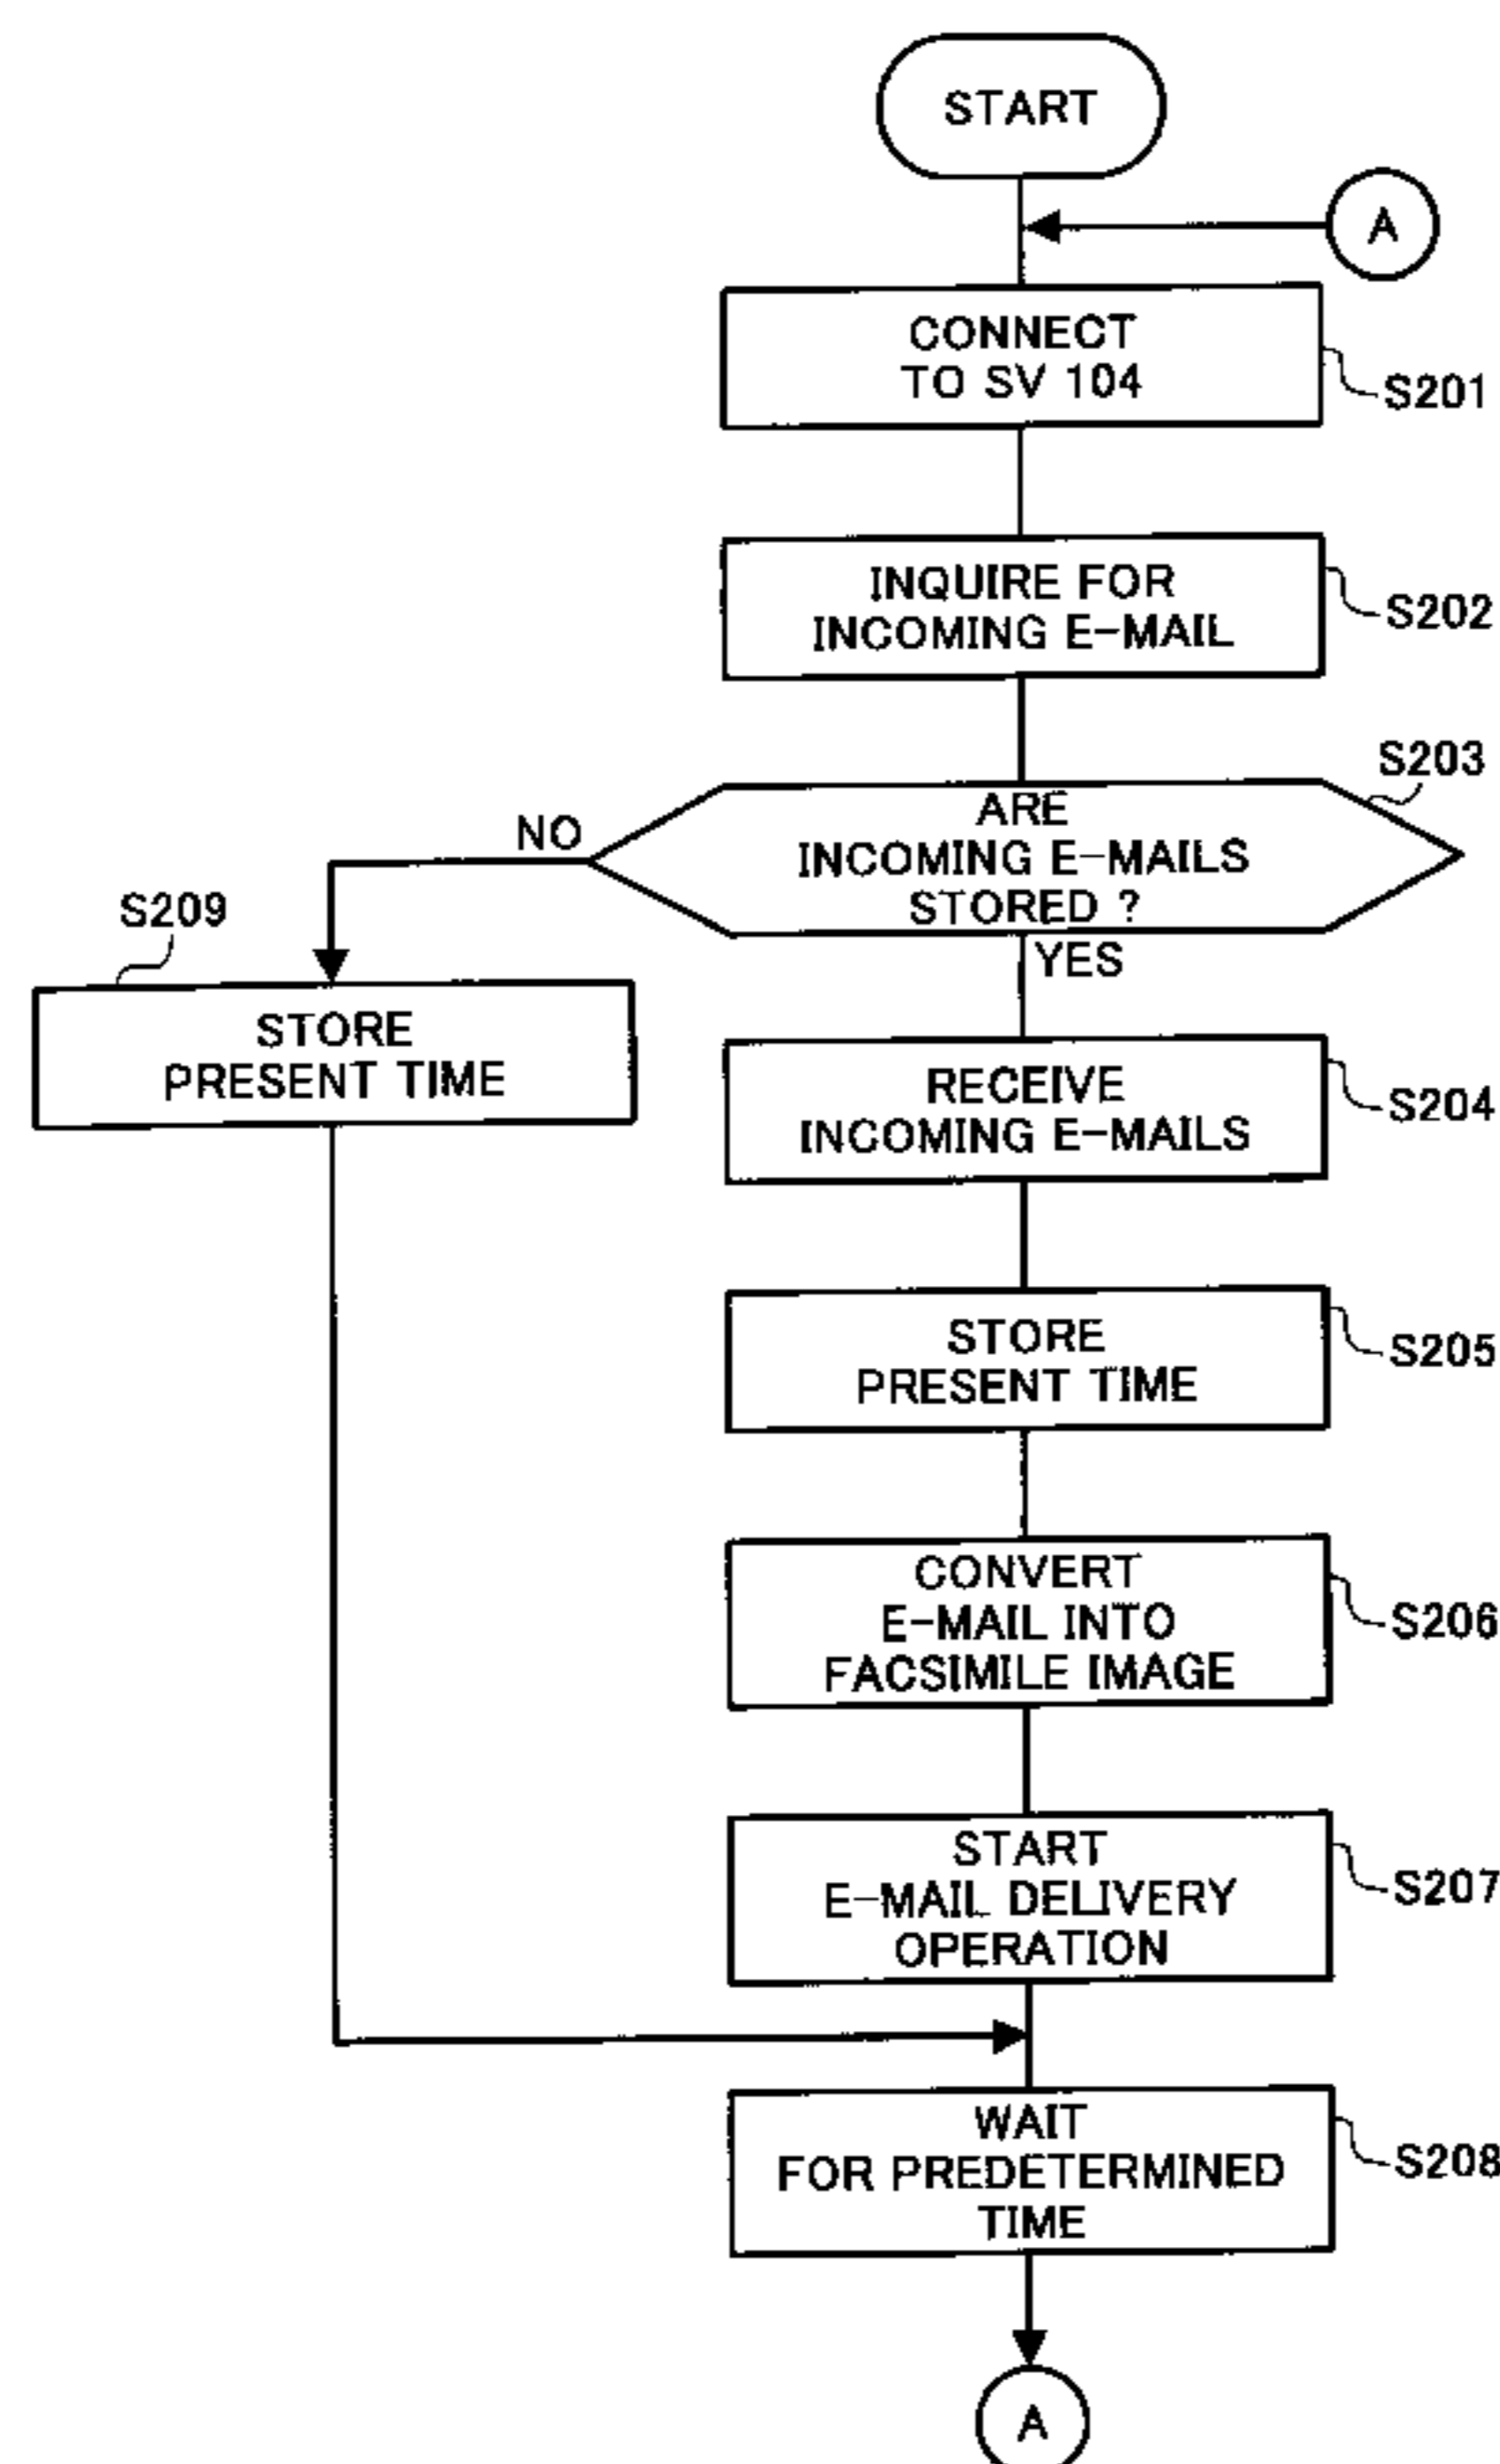 START
A
CONNECT
TO SV 104
S201
INQUIRE FOR
INCOMING E-MAIL
S202
S203
ARE
INCOMING E-MAILS
STORED ?
NO
YES
S209
STORE
PRESENT TIME
RECEIVE
INCOMING E-MAILS
S204
STORE
PRESENT TIME
S205
CONVERT
E-MAIL INTO
FACSIMILE IMAGE
S206
START
E-MAIL DELIVERY
OPERATION
S207
WAIT
FOR PREDETERMINED
TIME
S208
A